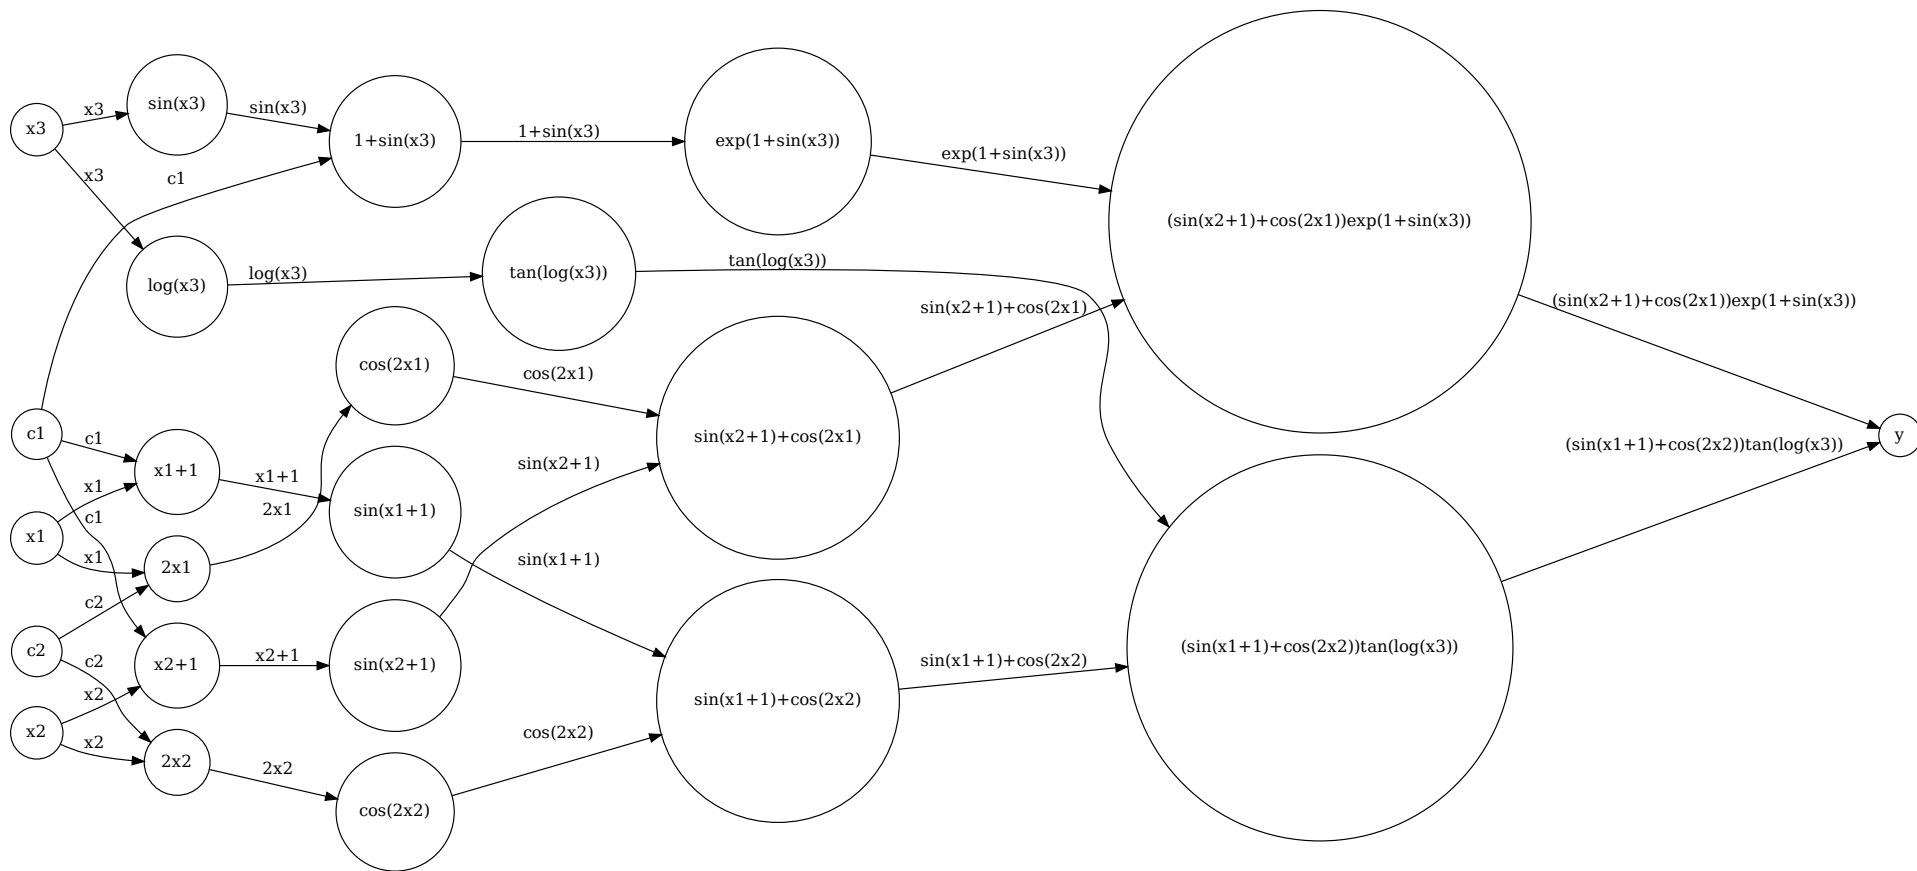 x3
x3
x3
sin(x3)
sin(x3)
1+sin(x3)
1+sin(x3)
exp(1+sin(x3))
exp(1+sin(x3))
(sin(x2+1)+cos(2x1))exp(1+sin(x3))
(sin(x2+1)+cos(2x1))exp(1+sin(x3))
c1
log(x3)
log(x3)
tan(log(x3))
tan(log(x3))
cos(2x1)
cos(2x1)
sin(x2+1)+cos(2x1)
sin(x2+1)+cos(2x1)
c1
c1
x1+1
x1+1
sin(x1+1)
sin(x1+1)
x1
x1
c1
x1
2x1
2x1
sin(x2+1)
c2
c2
c2
x2+1
x2+1
sin(x2+1)
sin(x1+1)+cos(2x2)
sin(x1+1)+cos(2x2)
(sin(x1+1)+cos(2x2))tan(log(x3))
(sin(x1+1)+cos(2x2))tan(log(x3))
y
x2
x2
x2
2x2
2x2
cos(2x2)
cos(2x2)